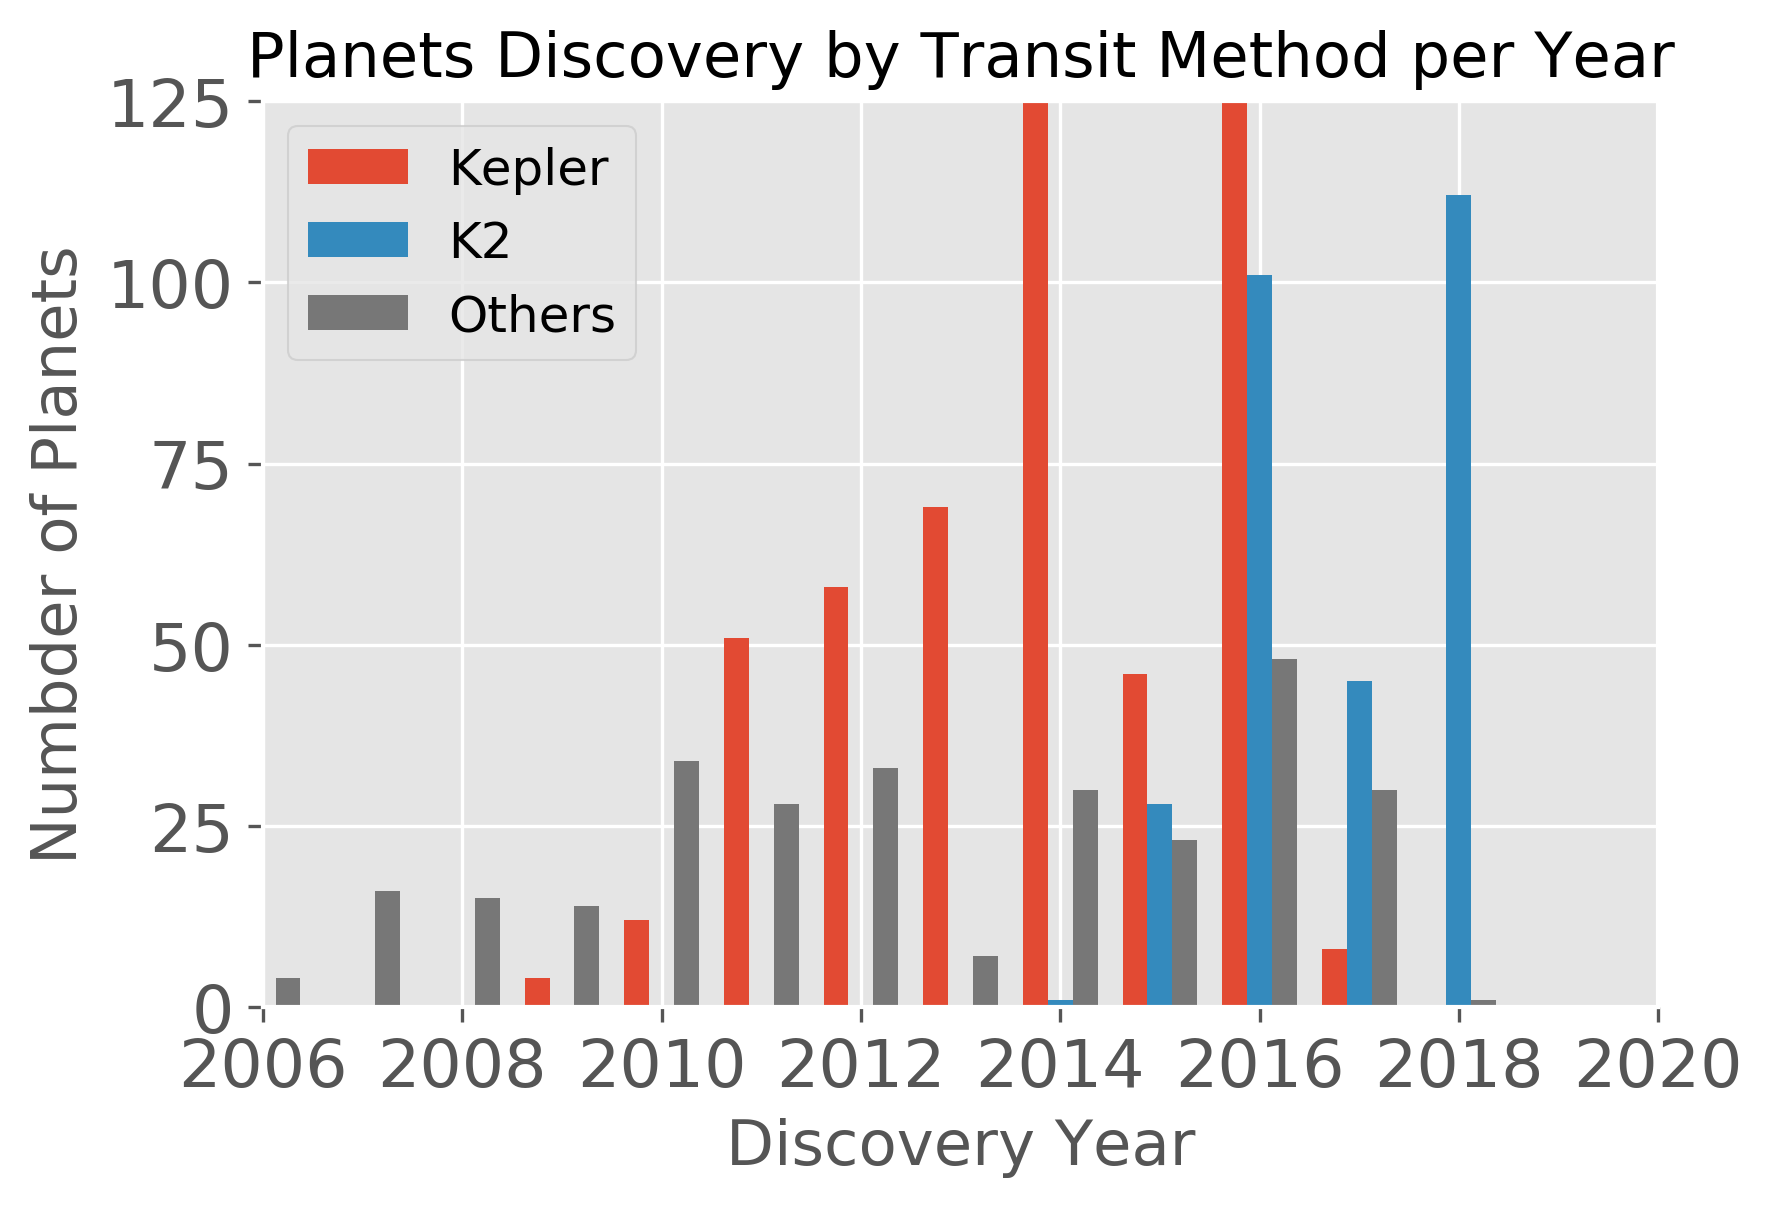 Planets Discovery by Transit Method per Year
125
100
75
50
25
0
Numbder of Planets
Kepler
K2
Others
2006 2008 2010 2012 2014 2016 2018 2020
Discovery Year